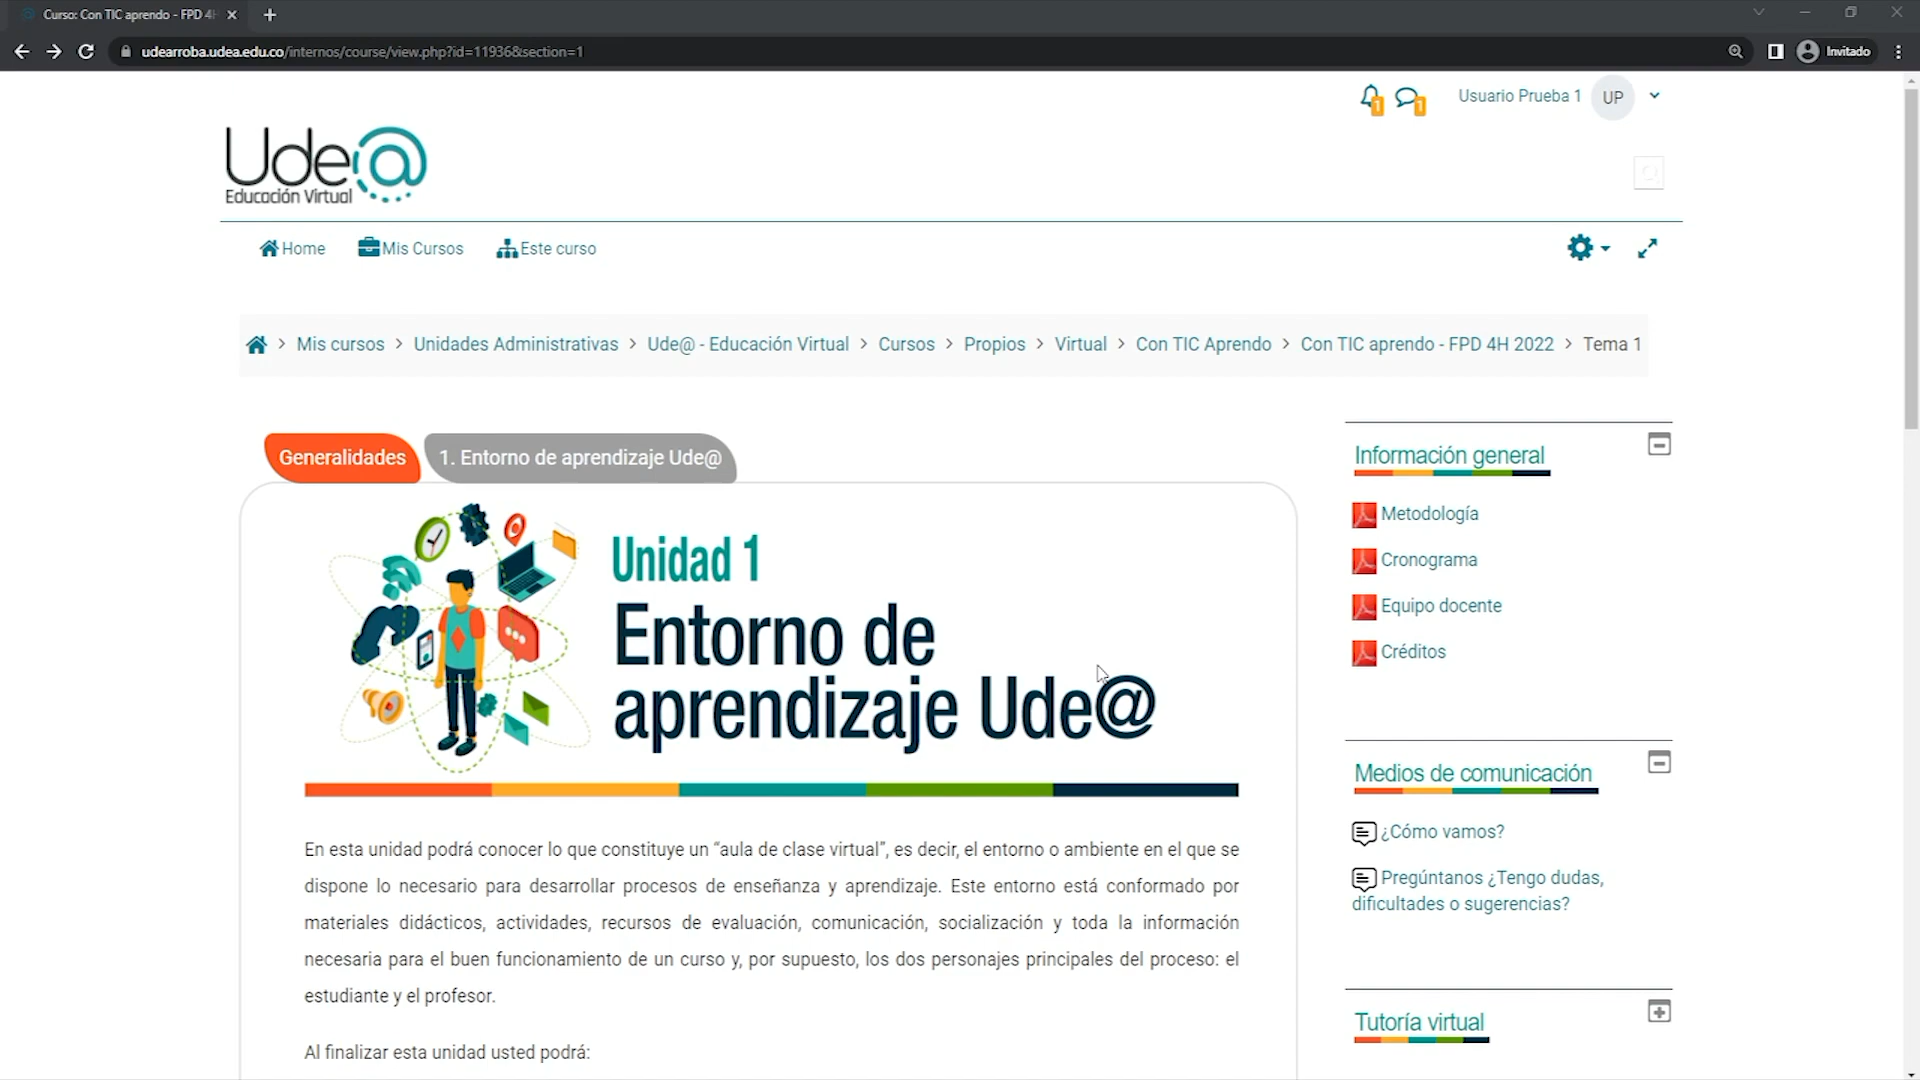 Curso: Con TIC aprendo - FPD 4H
udearroba.udea.edu.co/internos/course/view.php?id=11936&section=1
Invitado
1
1
Usuario Prueba 1
UP
Ude@
Educación Virtual
Home
Mis Cursos
Este curso
> Mis cursos > Unidades Administrativas > Ude@ - Educación Virtual > Cursos > Propios > Virtual > Con TIC Aprendo > Con TIC aprendo - FPD 4H 2022 > Tema 1
Generalidades
1. Entorno de aprendizaje Ude@
Unidad 1
Entorno de
aprendizaje Ude@
En esta unidad podrá conocer lo que constituye un “aula de clase virtual”, es decir, el entorno o ambiente en el que se
dispone lo necesario para desarrollar procesos de enseñanza y aprendizaje. Este entorno está conformado por
materiales didácticos, actividades, recursos de evaluación, comunicación, socialización y toda la información
necesaria para el buen funcionamiento de un curso y, por supuesto, los dos personajes principales del proceso: el
estudiante y el profesor.
Al finalizar esta unidad usted podrá:
Información general
Metodología
Cronograma
Equipo docente
Créditos
Medios de comunicación
¿Cómo vamos?
Pregúntanos ¿Tengo dudas,
dificultades o sugerencias?
Tutoría virtual